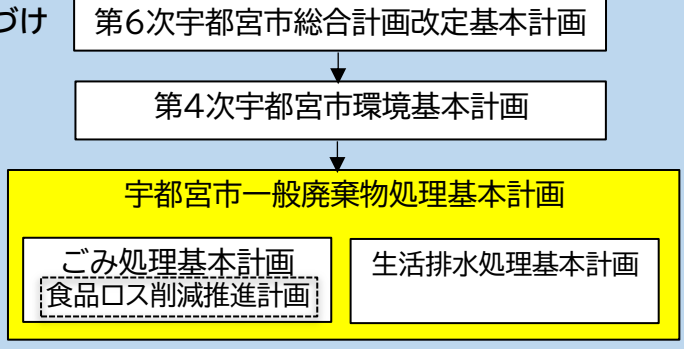 づけ
第6次宇都宮市総合計画改定基本計画
第4次宇都宮市環境基本計画
宇都宮市一般廃棄物処理基本計画
ごみ処理基本計画
食品ロス削減推進計画
生活排水処理基本計画